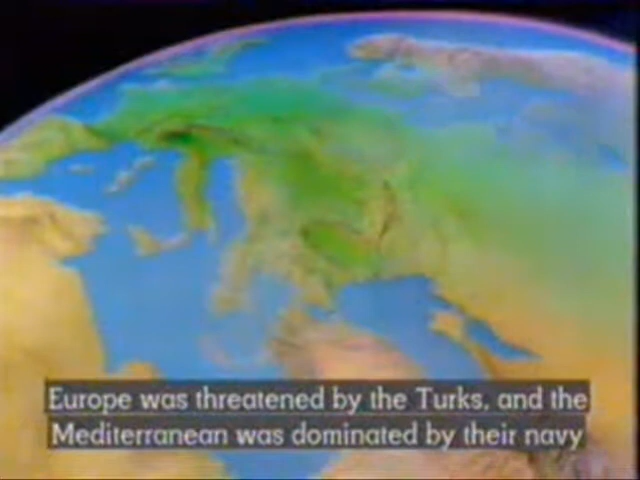 Europe was threatened by the Turks, and the
Mediterranean was dominated by their navy